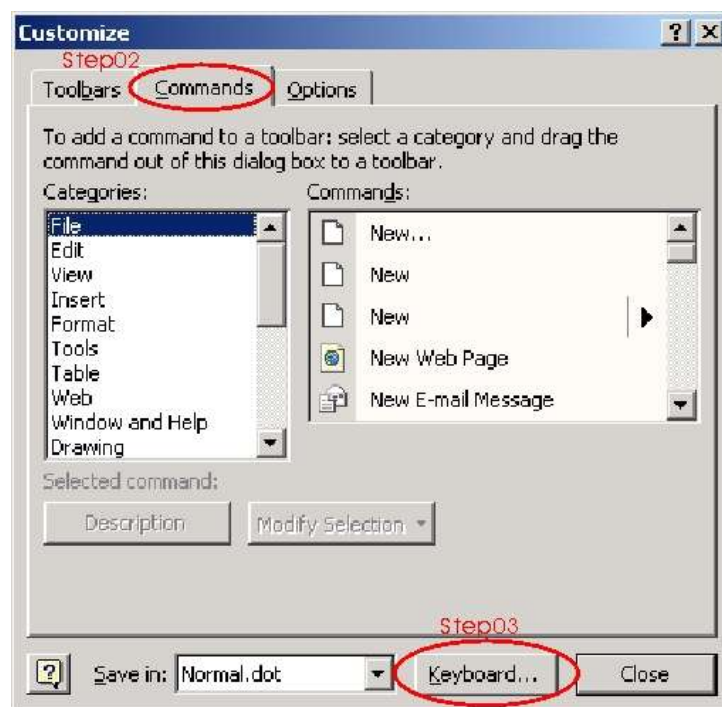 Customize
Step02
Toolbars Commands Options
To add a command to a toolbar: select a category and drag the
command out of this dialog box to a toolbar.
Categories: Commands:
File
Edit
View
Insert
Format
Tools
Table
Web
Window and Help
Drawing
New...
New
New
New Web Page
New E-mail Message
Selected command:
Description Modify Selection
Step03
Save in: Normal.dot Keyboard... Close